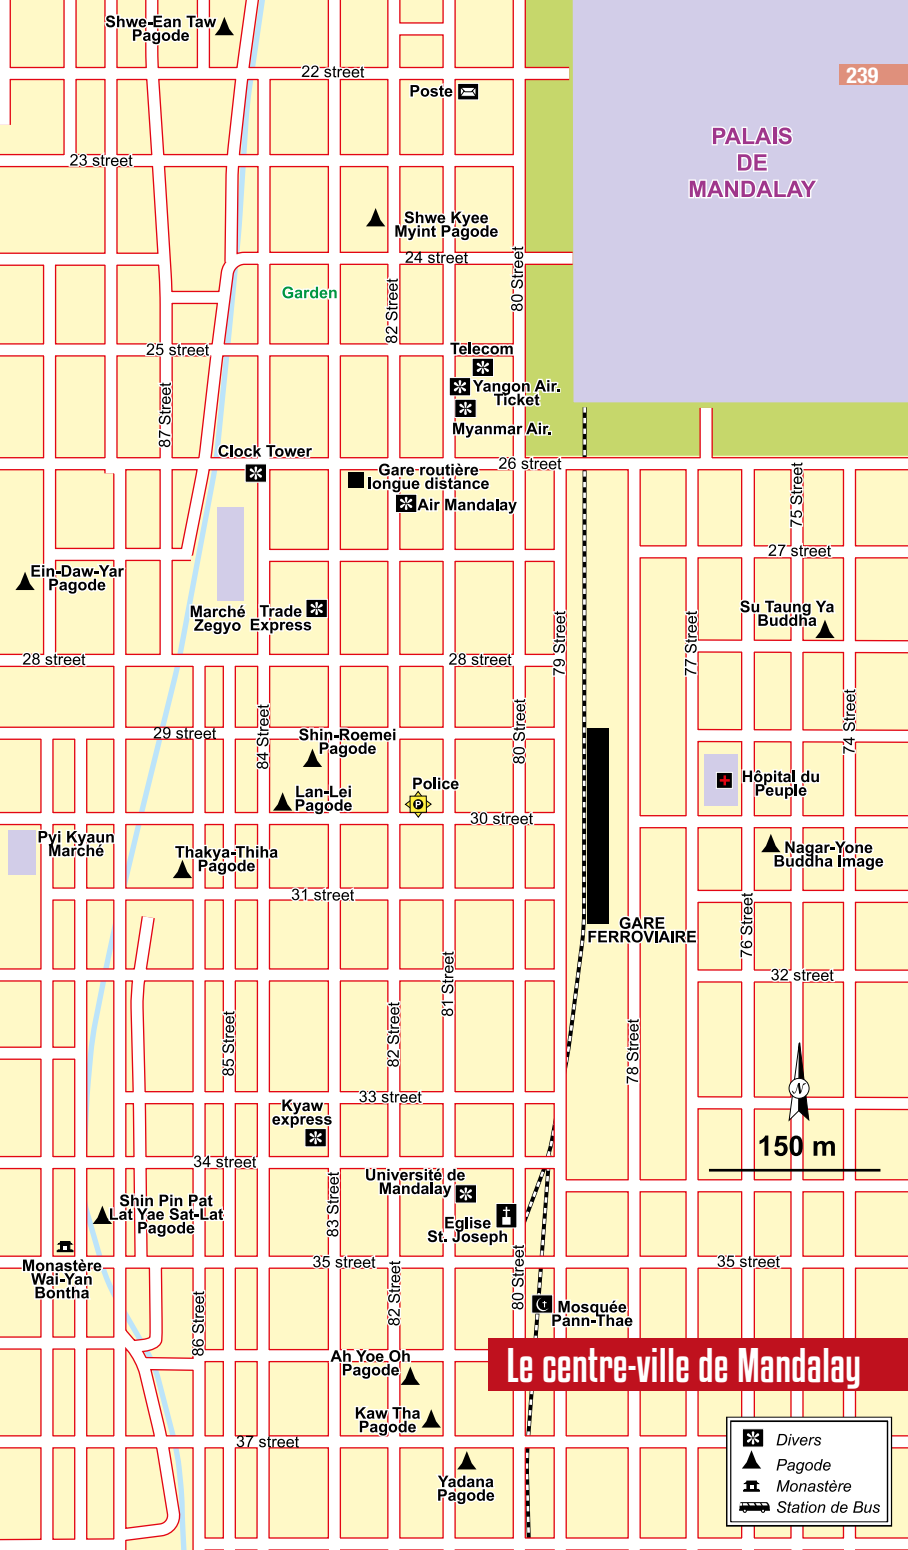 Shwe-Ean Taw
Pagode
22 street
239
Poste
PALAIS
DE
MANDALAY
23 street
Shwe Kyee
Myint Pagode
24 street
80 Street
82 Street
Garden
25 street
Telecom
Yangon Air.
Ticket
Myanmar Air.
87 Street
Clock Tower
26 street
Gare routière
longue distance
Air Mandalay
75 Street
27 street
Ein-Daw-Yar
Pagode
Marché
Zegyo
Trade
Express
Su Taung Ya
Buddha
79 Street
77 Street
28 street
28 street
29 street
84 Street
Shin-Roemei
Pagode
80 Street
74 Street
Lan-Lei
Pagode
Police
P
Hôpital du
Peuple
30 street
Pyi Kyaun
Marché
Thakya-Thiha
Pagode
Nagar-Yone
Buddha Image
31 street
GARE
FERROVIAIRE
76 Street
81 Street
32 street
82 Street
85 Street
78 Street
N
33 street
Kyaw
express
150 m
34 street
Université de
Mandalay
83 Street
Shin Pin Pat
Lat Yae Sat-Lat
Pagode
Eglise
St. Joseph
Monastère
Wai-Yan
Bontha
35 street
35 street
82 Street
80 Street
86 Street
Mosquée
Pann-Thae
Le centre-ville de Mandalay
Ah Yoe Oh
Pagode
Kaw Tha
Pagode
37 street
Yadana
Pagode
Divers
Pagode
Monastère
Station de Bus